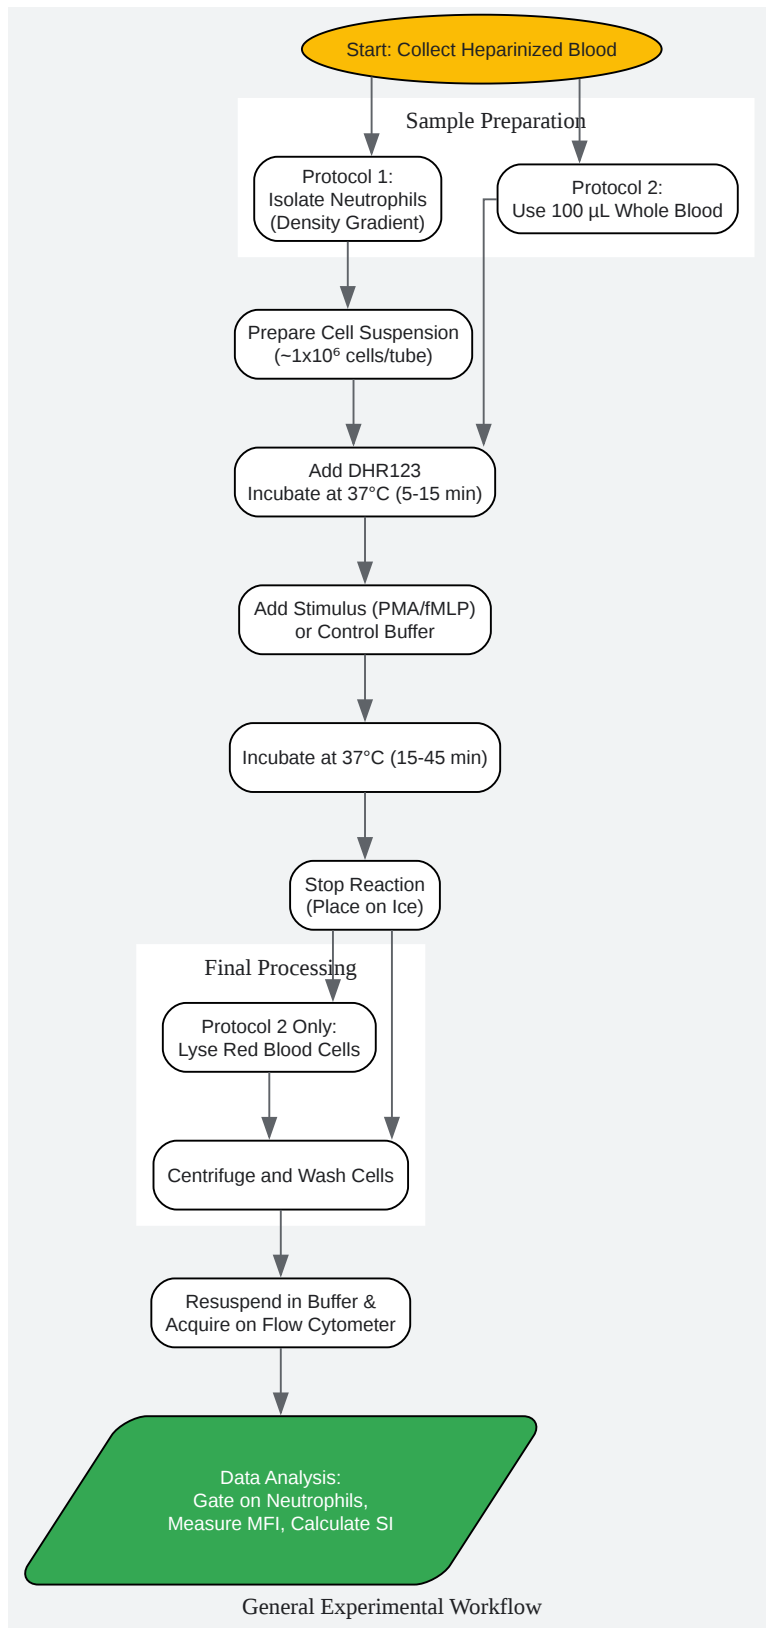 Start: Collect Heparinized Blood
Sample Preparation
Protocol 1:
Isolate Neutrophils
(Density Gradient)
Protocol 2:
Use 100 µL Whole Blood
Prepare Cell Suspension
(~1x10⁶ cells/tube)
Add DHR123
Incubate at 37°C (5-15 min)
Add Stimulus (PMA/fMLP)
or Control Buffer
Incubate at 37°C (15-45 min)
Stop Reaction
(Place on Ice)
Final Processing
Protocol 2 Only:
Lyse Red Blood Cells
Centrifuge and Wash Cells
Resuspend in Buffer &
Acquire on Flow Cytometer
Data Analysis:
Gate on Neutrophils,
Measure MFI, Calculate SI
General Experimental Workflow